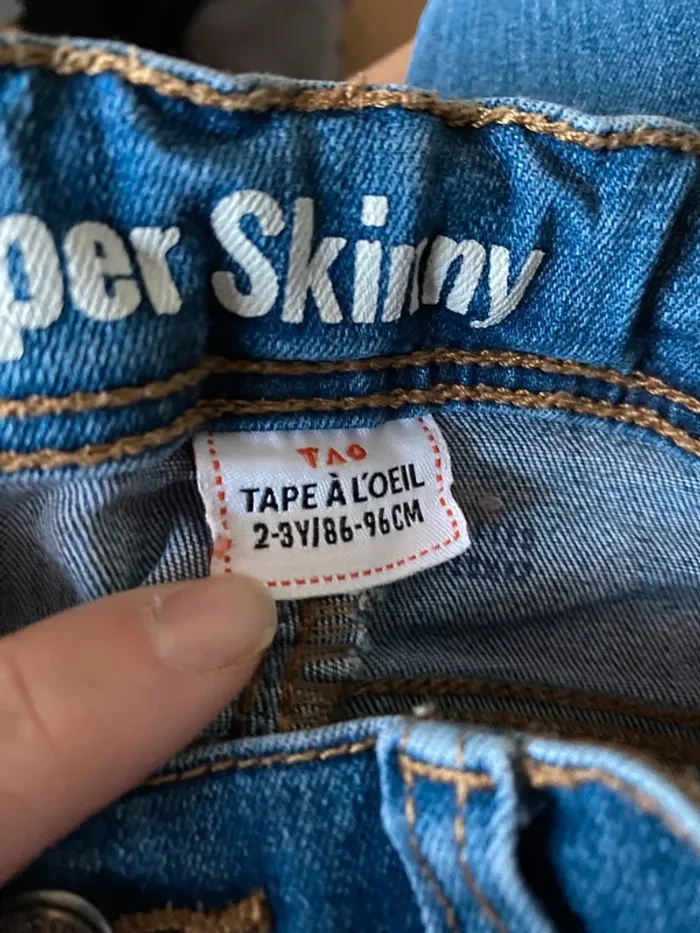 per Skinny
TAO
TAPE À L'OEIL
2-3Y/86-96CM